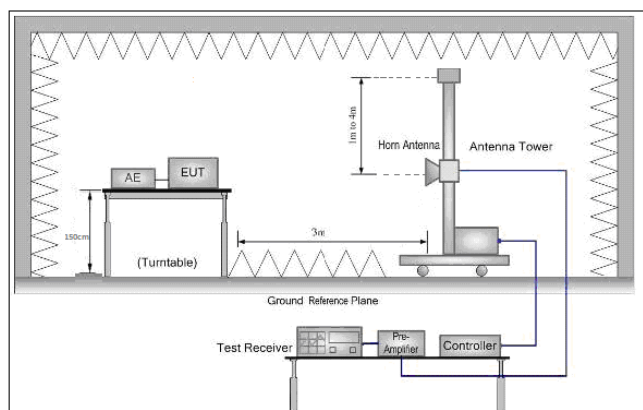 1m to 4m
Horn Antenna
Antenna Tower
AE
EUT
150cm
(Turntable)
3m
Ground Reference Plane
Test Receiver
Pre-
Amplifier
Controller